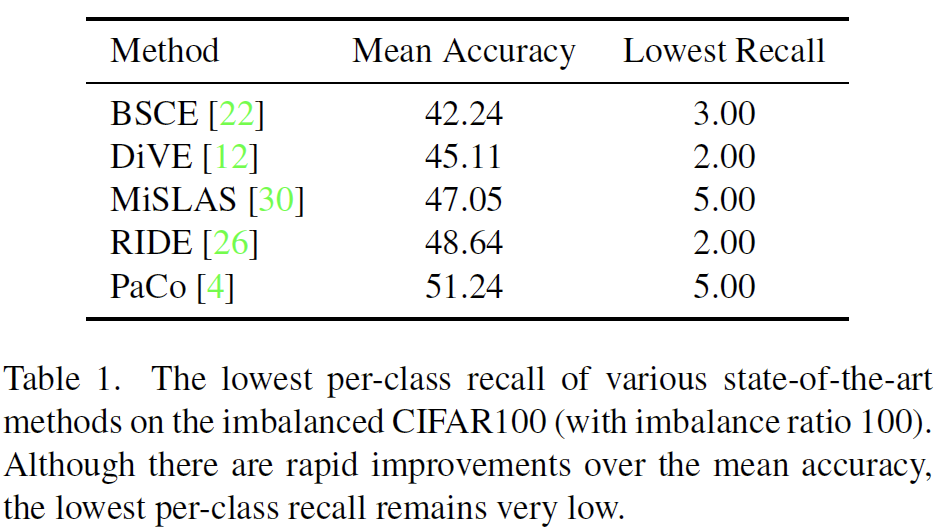 Method Mean Accuracy Lowest Recall
BSCE [22] 42.24 3.00
DiVE [12] 45.11 2.00
MiSLAS [30] 47.05 5.00
RIDE [26] 48.64 2.00
PaCo [4] 51.24 5.00
Table 1. The lowest per-class recall of various state-of-the-art
methods on the imbalanced CIFAR100 (with imbalance ratio 100).
Although there are rapid improvements over the mean accuracy,
the lowest per-class recall remains very low.